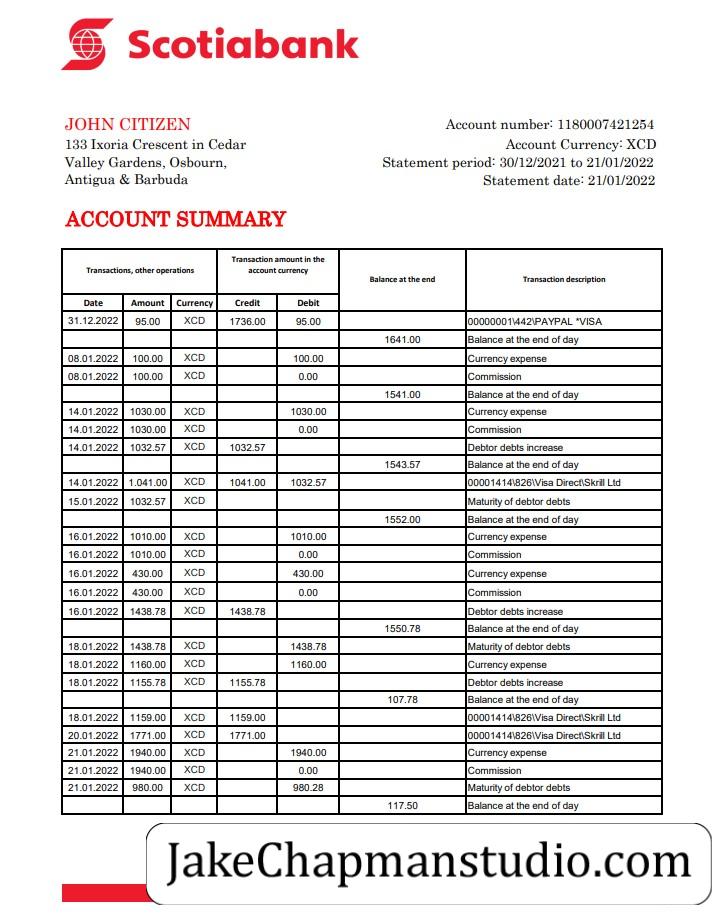 Scotiabank
JOHN CITIZEN
133 Ixoria Crescent in Cedar
Valley Gardens, Osbourn,
Antigua & Barbuda
Account number: 1180007421254
Account Currency: XCD
Statement period: 30/12/2021 to 21/01/2022
Statement date: 21/01/2022
ACCOUNT SUMMARY
Transactions, other operations
Transaction amount in the
account currency
Balance at the end
Transaction description
Date Amount Currency Credit Debit
31.12.2022 95.00 XCD 1736.00 95.00 00000001\442\PAYPAL *VISA
1641.00 Balance at the end of day
08.01.2022 100.00 XCD 100.00 Currency expense
08.01.2022 100.00 XCD 0.00 Commission
1541.00 Balance at the end of day
14.01.2022 1030.00 XCD 1030.00 Currency expense
14.01.2022 1030.00 XCD 0.00 Commission
14.01.2022 1032.57 XCD 1032.57 Debtor debts increase
1543.57 Balance at the end of day
14.01.2022 1.041.00 XCD 1041.00 1032.57 00001414\826\Visa Direct\Skrill Ltd
15.01.2022 1032.57 XCD Maturity of debtor debts
1552.00 Balance at the end of day
16.01.2022 1010.00 XCD 1010.00 Currency expense
16.01.2022 1010.00 XCD 0.00 Commission
16.01.2022 430.00 XCD 430.00 Currency expense
16.01.2022 430.00 XCD 0.00 Commission
16.01.2022 1438.78 XCD 1438.78 Debtor debts increase
1550.78 Balance at the end of day
18.01.2022 1438.78 XCD 1438.78 Maturity of debtor debts
18.01.2022 1160.00 XCD 1160.00 Currency expense
18.01.2022 1155.78 XCD 1155.78 Debtor debts increase
107.78 Balance at the end of day
18.01.2022 1159.00 XCD 1159.00 00001414\826\Visa Direct\Skrill Ltd
20.01.2022 1771.00 XCD 1771.00 00001414\826\Visa Direct\Skrill Ltd
21.01.2022 1940.00 XCD 1940.00 Currency expense
21.01.2022 1940.00 XCD 0.00 Commission
21.01.2022 980.00 XCD 980.28 Maturity of debtor debts
117.50 Balance at the end of day
JakeChapmanstudio.com